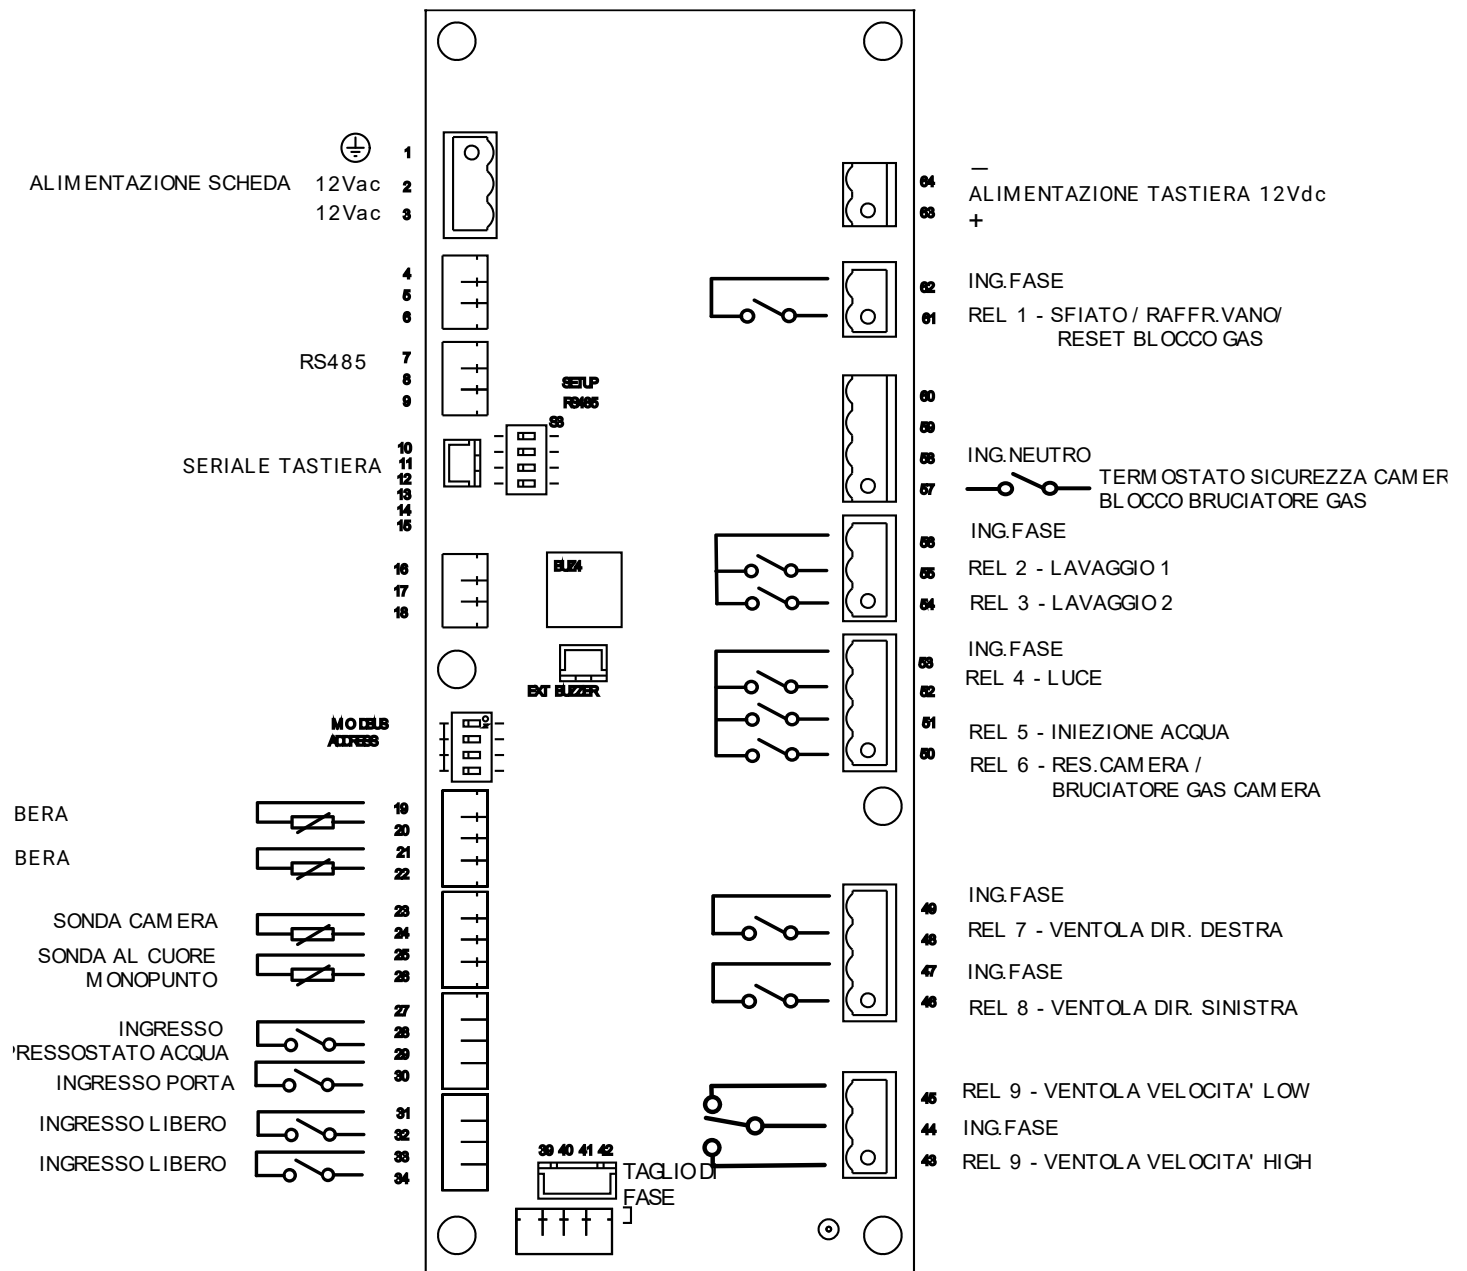 1
ALIMENTAZIONE SCHEDA 12Vac 2
12Vac 3
4
5
6
RS485
7
8
9
SETUP
RS485
S3
SERIALE TASTIERA
10
11
12
13
14
15
16
17
18
BUZ4
EXT BUZZER
MODBUS
ADDRESS
ON
BERA
19
20
BERA
21
22
SONDA CAMERA
23
24
SONDA AL CUORE
MONOPUNTO
25
26
INGRESSO
PRESSOSTATO ACQUA
27
28
INGRESSO PORTA
29
30
INGRESSO LIBERO
31
32
INGRESSO LIBERO
33
34
39 40 41 42
TAGLIO DI
FASE
64 –
ALIMENTAZIONE TASTIERA 12Vdc
63 +
62 ING.FASE
61 REL 1 - SFIATO / RAFFR.VANO/
RESET BLOCCO GAS
60
59
58 ING.NEUTRO
57 TERMOSTATO SICUREZZA CAMER
BLOCCO BRUCIATORE GAS
56 ING.FASE
55 REL 2 - LAVAGGIO 1
54 REL 3 - LAVAGGIO 2
53 ING.FASE
52 REL 4 - LUCE
51 REL 5 - INIEZIONE ACQUA
50 REL 6 - RES.CAMERA /
BRUCIATORE GAS CAMERA
49 ING.FASE
48 REL 7 - VENTOLA DIR. DESTRA
47 ING.FASE
46 REL 8 - VENTOLA DIR. SINISTRA
45 REL 9 - VENTOLA VELOCITA' LOW
44 ING.FASE
43 REL 9 - VENTOLA VELOCITA' HIGH